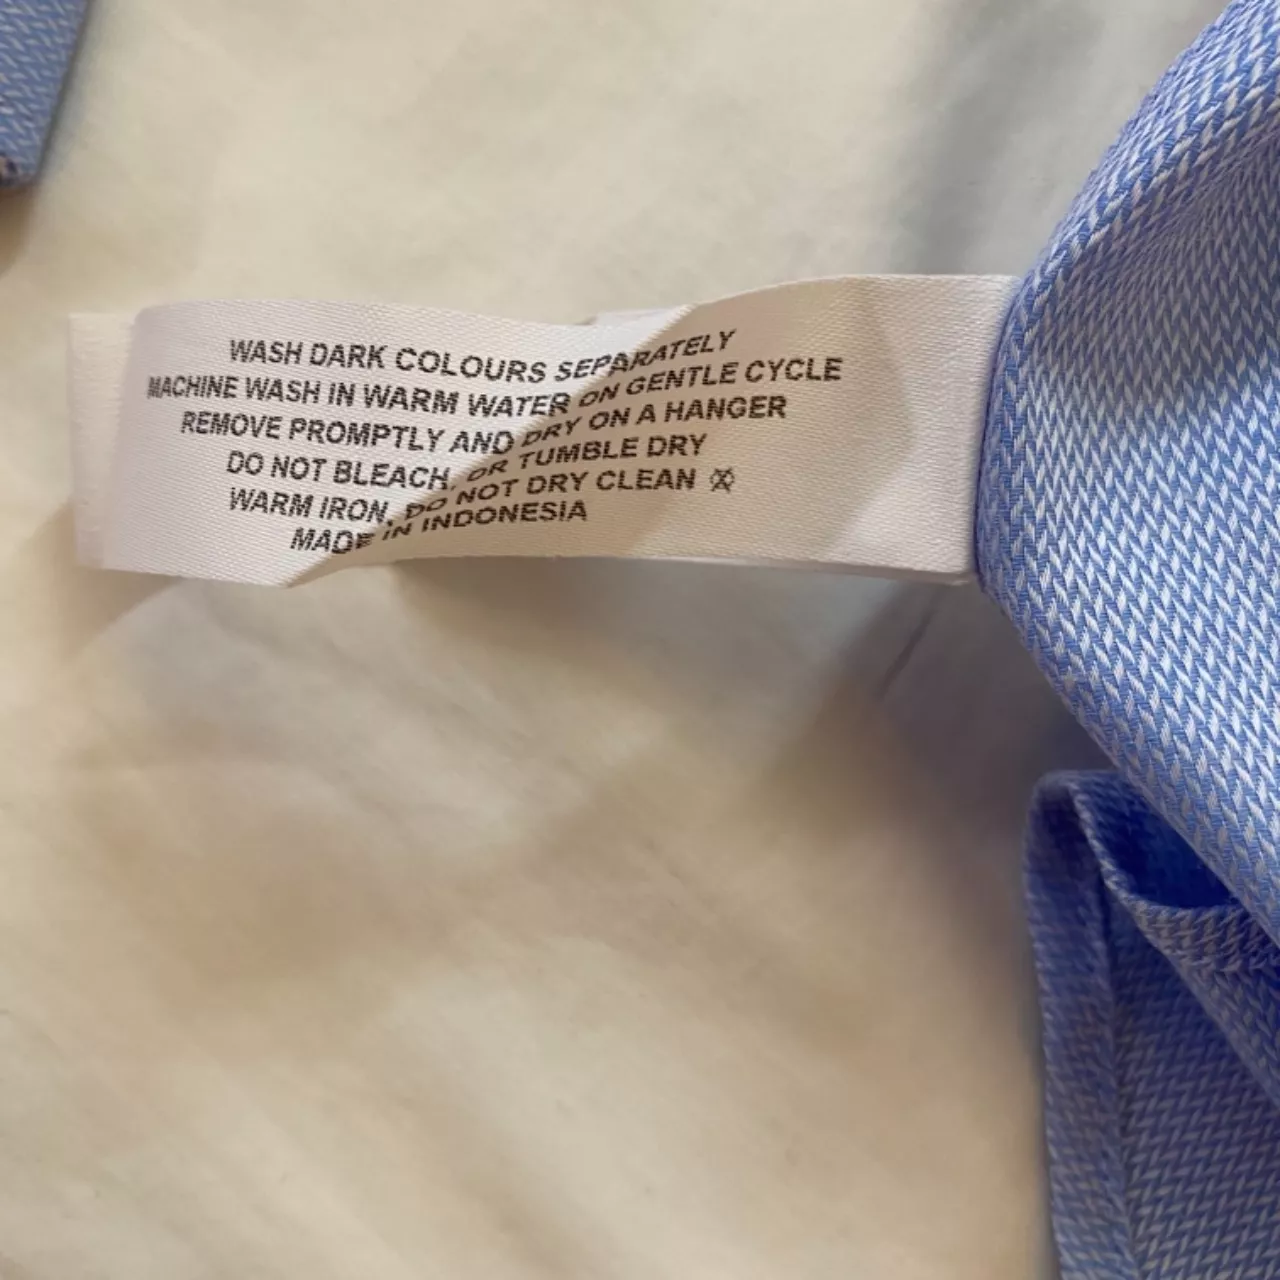 WASH DARK COLOURS SEPARATELY
MACHINE WASH IN WARM WATER ON GENTLE CYCLE
REMOVE PROMPTLY AND DRY ON A HANGER
DO NOT BLEACH, OR TUMBLE DRY
WARM IRON, DO NOT DRY CLEAN
MADE IN INDONESIA